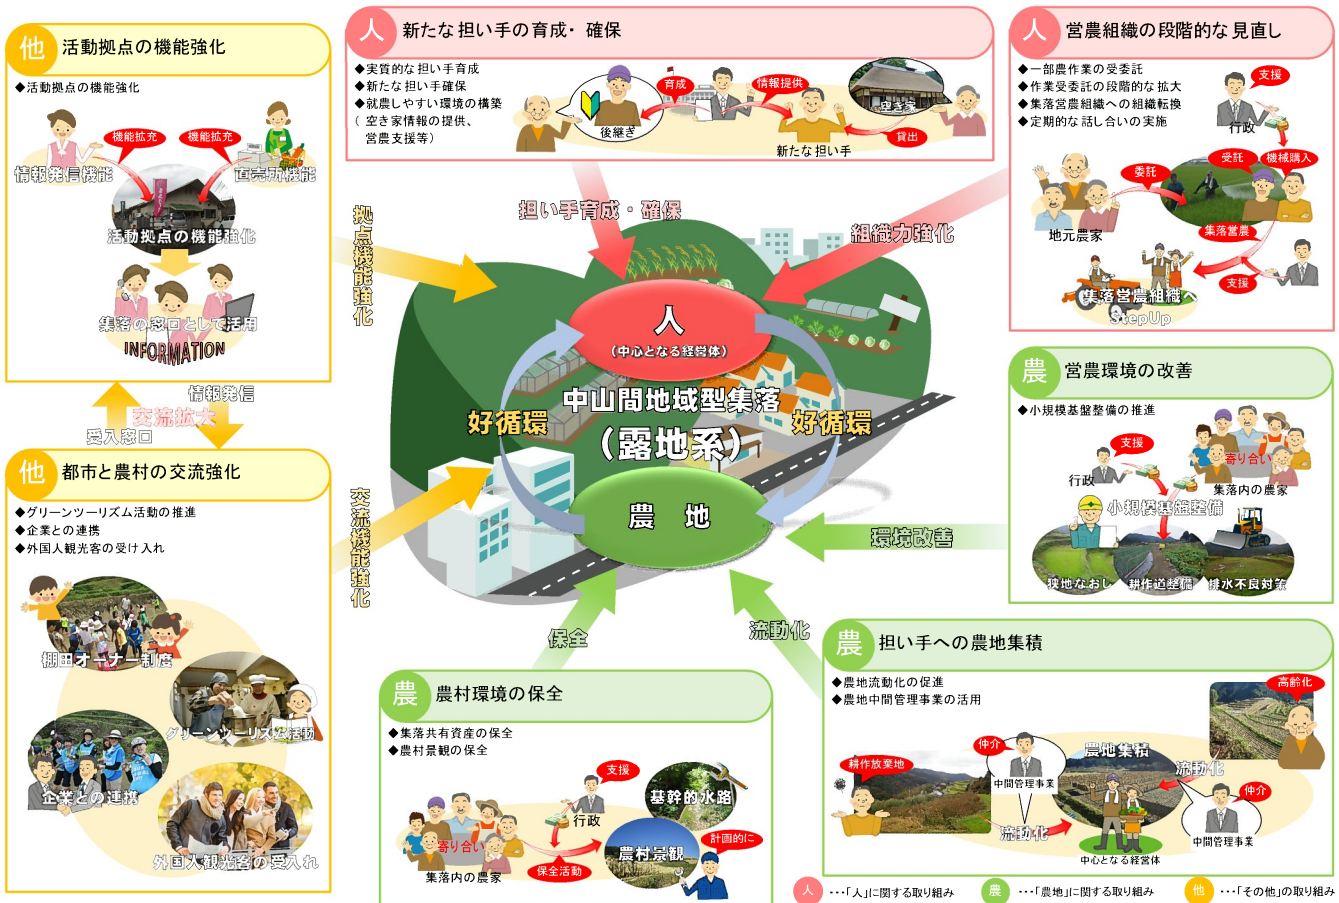 他 活動拠点の機能強化
◆活動拠点の機能強化
機能拡充
機能拡充
情報発信機能
直売所機能
活動拠点の機能強化
集落の窓口として活用
INFORMATION
情報発信
交流拡大
受入窓口
他 都市と農村の交流強化
◆グリーンツーリズム活動の推進
◆企業との連携
◆外国人観光客の受け入れ
棚田オーナー制度
グリーンツーリズム活動
企業との連携
外国人観光客の受入れ
人 新たな担い手の育成・確保
◆実質的な担い手育成
◆新たな担い手確保
◆就農しやすい環境の構築
(空き家情報の提供、
営農支援等)
後継ぎ
育成
情報提供
新たな担い手
空き家
貸出
人 営農組織の段階的な見直し
◆一部農作業の受委託
◆作業受委託の段階的な拡大
◆集落営農組織への組織転換
◆定期的な話し合いの実施
支援
行政
委託
受託
機械購入
地元農家
集落営農
支援
集落営農組織へ
StepUp
拠点機能強化
担い手育成・確保
組織力強化
人
(中心となる経営体)
中山間地域型集落
(露地系)
好循環
好循環
農 地
交流機能強化
環境改善
保全
流動化
農 営農環境の改善
◆小規模基盤整備の推進
支援
行政
寄り合い
集落内の農家
小規模基盤整備
狭地なおし
耕作道整備
排水不良対策
農 農村環境の保全
◆集落共有資産の保全
◆農村景観の保全
支援
行政
寄り合い
集落内の農家
保全活動
基幹的水路
農村景観
計画的に
農 担い手への農地集積
◆農地流動化の促進
◆農地中間管理事業の活用
高齢化
耕作放棄地
仲介
中間管理事業
農地集積
流動化
流動化
仲介
中間管理事業
中心となる経営体
人 ・・・「人」に関する取り組み
農 ・・・「農地」に関する取り組み
他 ・・・「その他」の取り組み